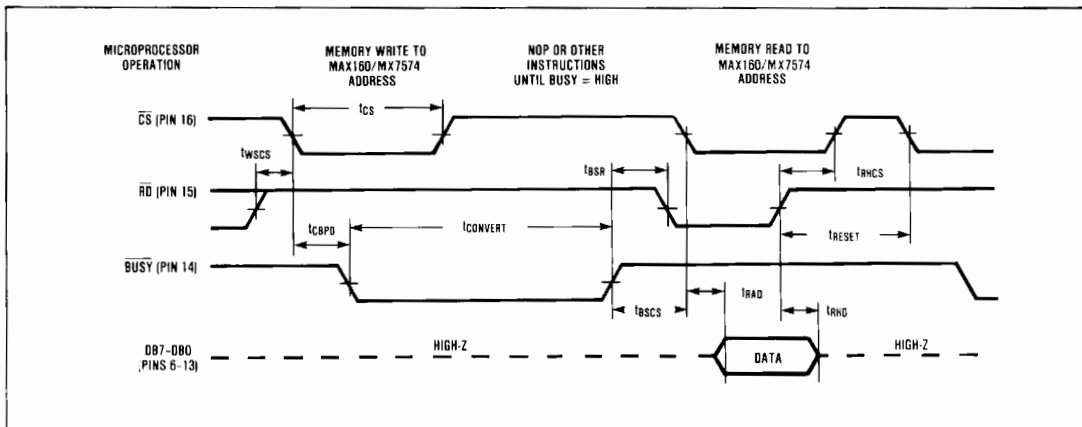 MICROPROCESSOR
OPERATION
MEMORY WRITE TO
MAX160/MX7574
ADDRESS
NOP OR OTHER
INSTRUCTIONS
UNTIL BUSY = HIGH
MEMORY READ TO
MAX160/MX7574
ADDRESS
CS (PIN 16)
tCS
tWSCS
tBSR
tRHCS
RD (PIN 15)
tCBPD
tCONVERT
tRESET
BUSY (PIN 14)
tBSCS
tRAD
tRHD
DB7-DB0
(PINS 6-13)
HIGH-Z
DATA
HIGH-Z